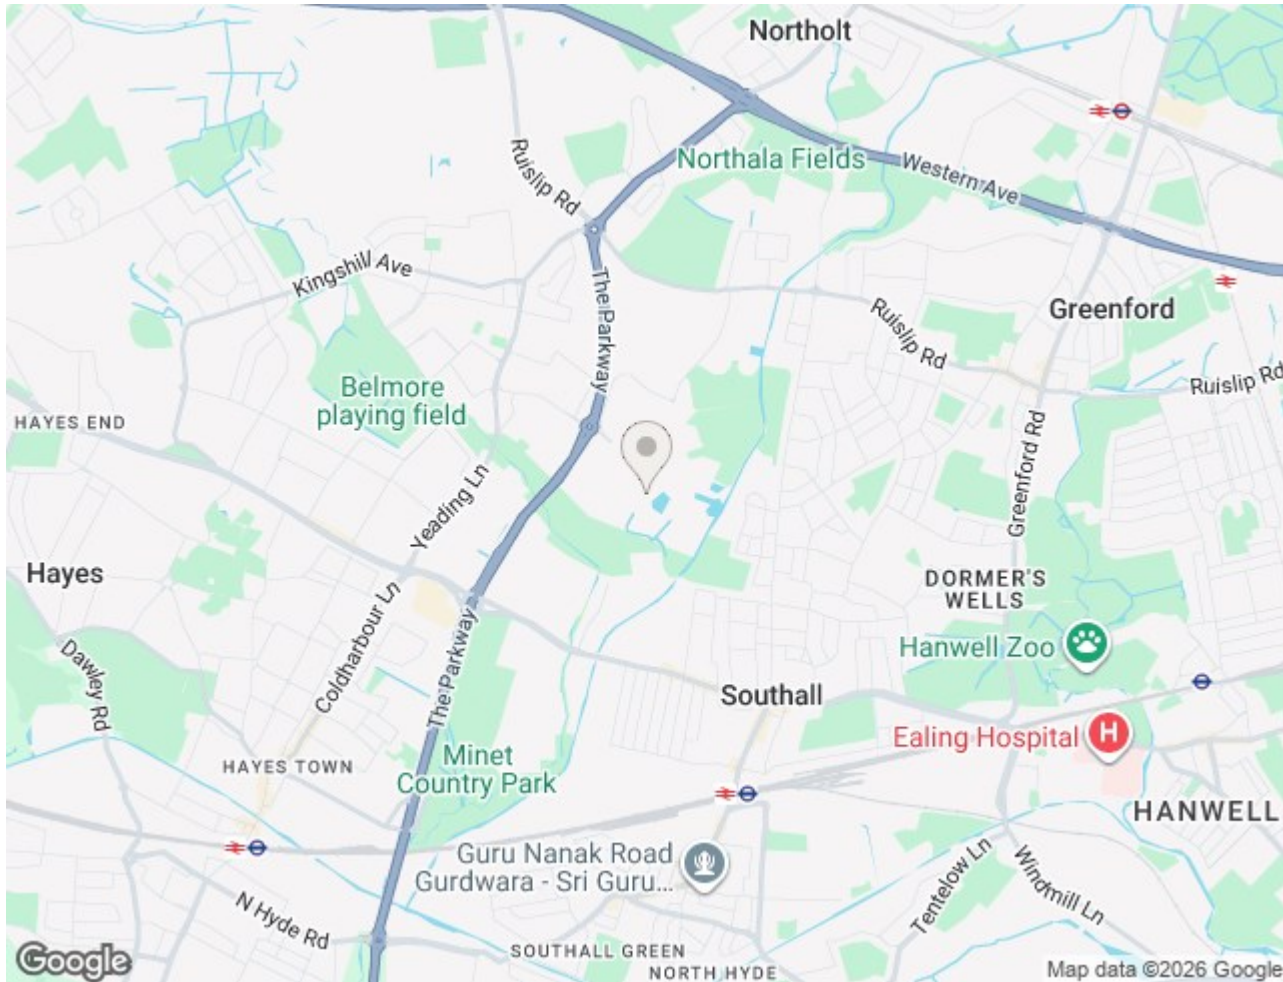 Northolt
Northala Fields
Western Ave
Ruislip Rd
Kingshill Ave
The Parkway
Greenford
Ruislip Rd
Ruislip Rd
Belmore
playing field
HAYES END
Yeading Ln
Greenford Rd
Hayes
DORMER'S
WELLS
Coldharbour Ln
The Parkway
Hanwell Zoo
Dawley Rd
Southall
Ealing Hospital
H
Minet
Country Park
HAYES TOWN
HANWELL
Guru Nanak Road
Gurdwara - Sri Guru...
Tentelow Ln
Windmill Ln
N Hyde Rd
SOUTHALL GREEN
NORTH HYDE
Google
Map data ©2026 Google